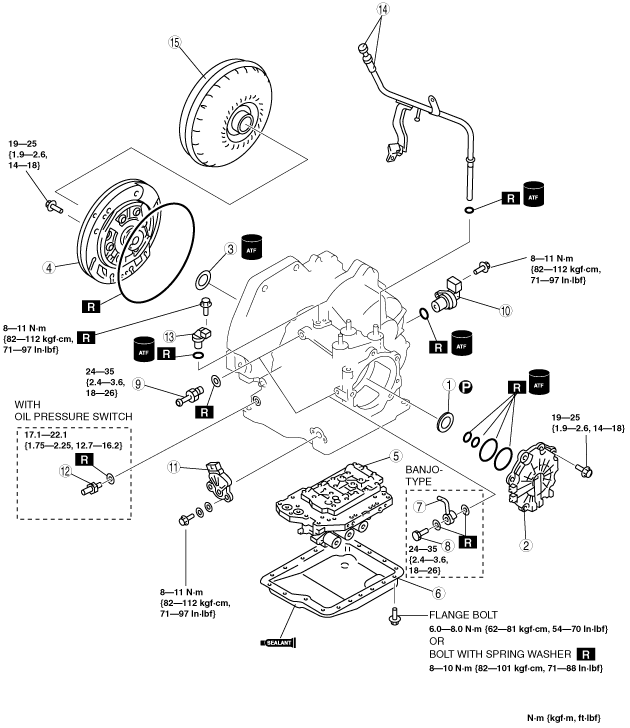 15
14
19—25
{1.9—2.6,
14—18}
R
ATF
3
ATF
4
8—11 N·m
{82—112 kgf·cm,
71—97 In·lbf}
10
R
8—11 N·m
{82—112 kgf·cm,
71—97 In·lbf}
R
13
ATF
R
R
ATF
24—35
{2.4—3.6,
18—26}
9
1
P
R
ATF
R
WITH
OIL PRESSURE SWITCH
17.1—22.1
{1.75—2.25, 12.7—16.2}
R
12
19—25
{1.9—2.6, 14—18}
11
5
BANJO-
TYPE
7
8
R
2
24—35
{2.4—3.6,
18—26}
8—11 N·m
{82—112 kgf·cm,
71—97 In·lbf}
6
FLANGE BOLT
6.0—8.0 N·m {62—81 kgf·cm, 54—70 In·lbf}
OR
BOLT WITH SPRING WASHER R
8—10 N·m {82—101 kgf·cm, 71—88 In·lbf}
SEALANT
N·m {kgf·m, ft·lbf}